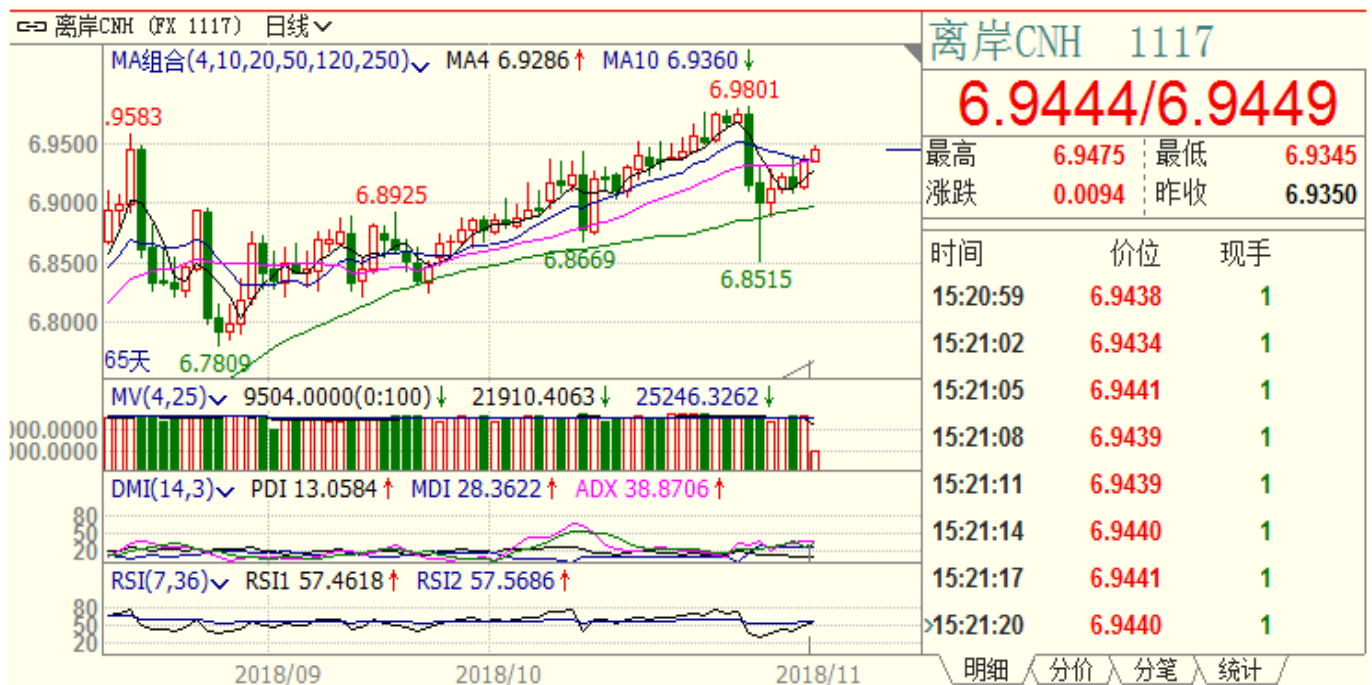 离岸CNH (FX 1117) 日线
MA组合(4,10,20,50,120,250) MA4 6.9286↑ MA10 6.9360↓
6.9801
.9583
6.9500
6.8925
6.9000
6.8669
6.8500
6.8515
6.8000
65天
6.7809
MV(4,25) 9504.0000(0:100)↓ 21910.4063↓ 25246.3262↓
000.0000
000.0000
DMI(14,3) PDI 13.0584↑ MDI 28.3622↑ ADX 38.8706↑
80
50
20
RSI(7,36) RSI1 57.4618↑ RSI2 57.5686↑
80
50
20
2018/09 2018/10 2018/11
离岸CNH 1117
6.9444/6.9449
最高 6.9475 最低 6.9345
涨跌 0.0094 昨收 6.9350
时间 价位 现手
15:20:59 6.9438 1
15:21:02 6.9434 1
15:21:05 6.9441 1
15:21:08 6.9439 1
15:21:11 6.9439 1
15:21:14 6.9440 1
15:21:17 6.9441 1
15:21:20 6.9440 1
明细 分价 分笔 统计